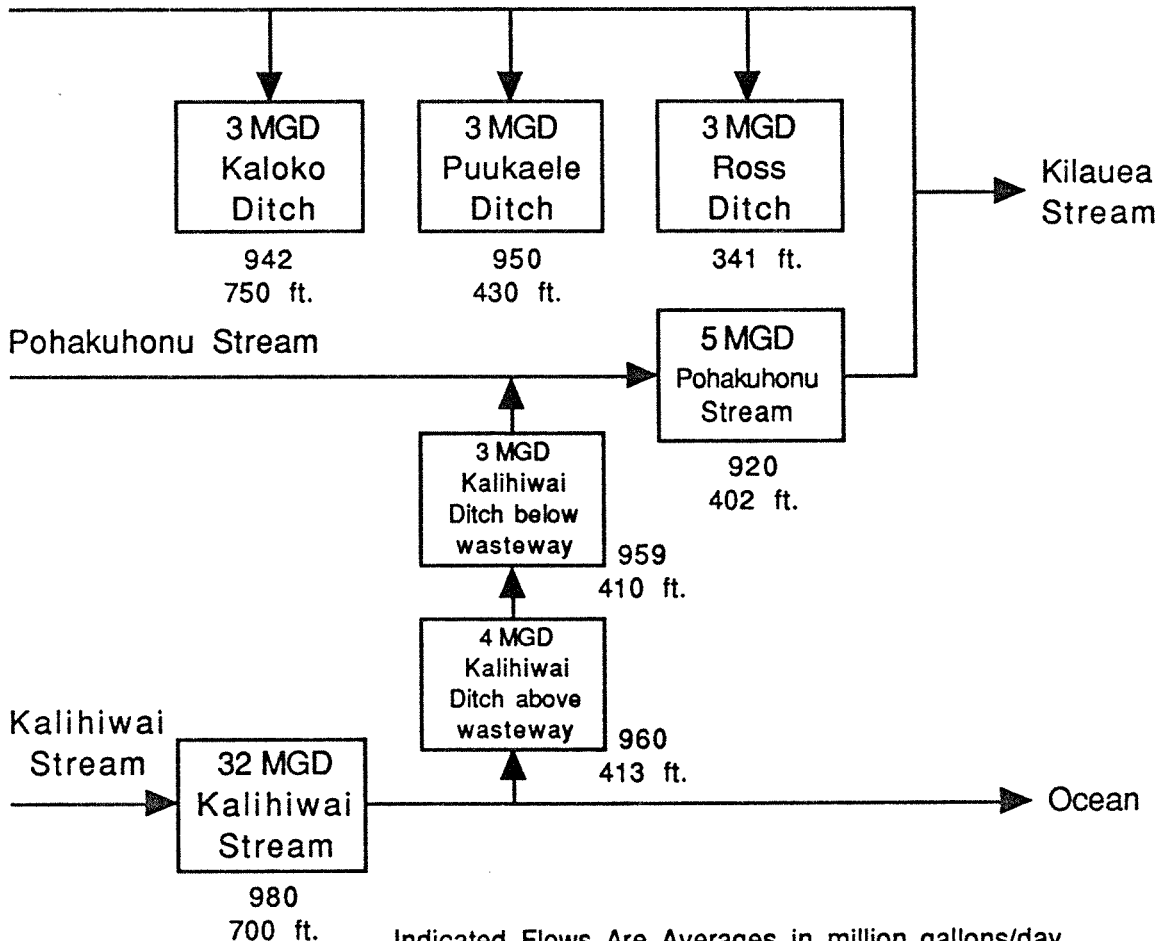 3 MGD
Kaloko
Ditch
942
750 ft.
3 MGD
Puukaele
Ditch
950
430 ft.
3 MGD
Ross
Ditch
341 ft.
Kilauea
Stream
Pohakuhonu Stream
5 MGD
Pohakuhonu
Stream
920
402 ft.
3 MGD
Kalihiwai
Ditch below
wasteway
959
410 ft.
4 MGD
Kalihiwai
Ditch above
wasteway
960
413 ft.
Kalihiwai
Stream
32 MGD
Kalihiwai
Stream
980
700 ft.
Ocean
Indicated Flows Are Averages in million gallons/day